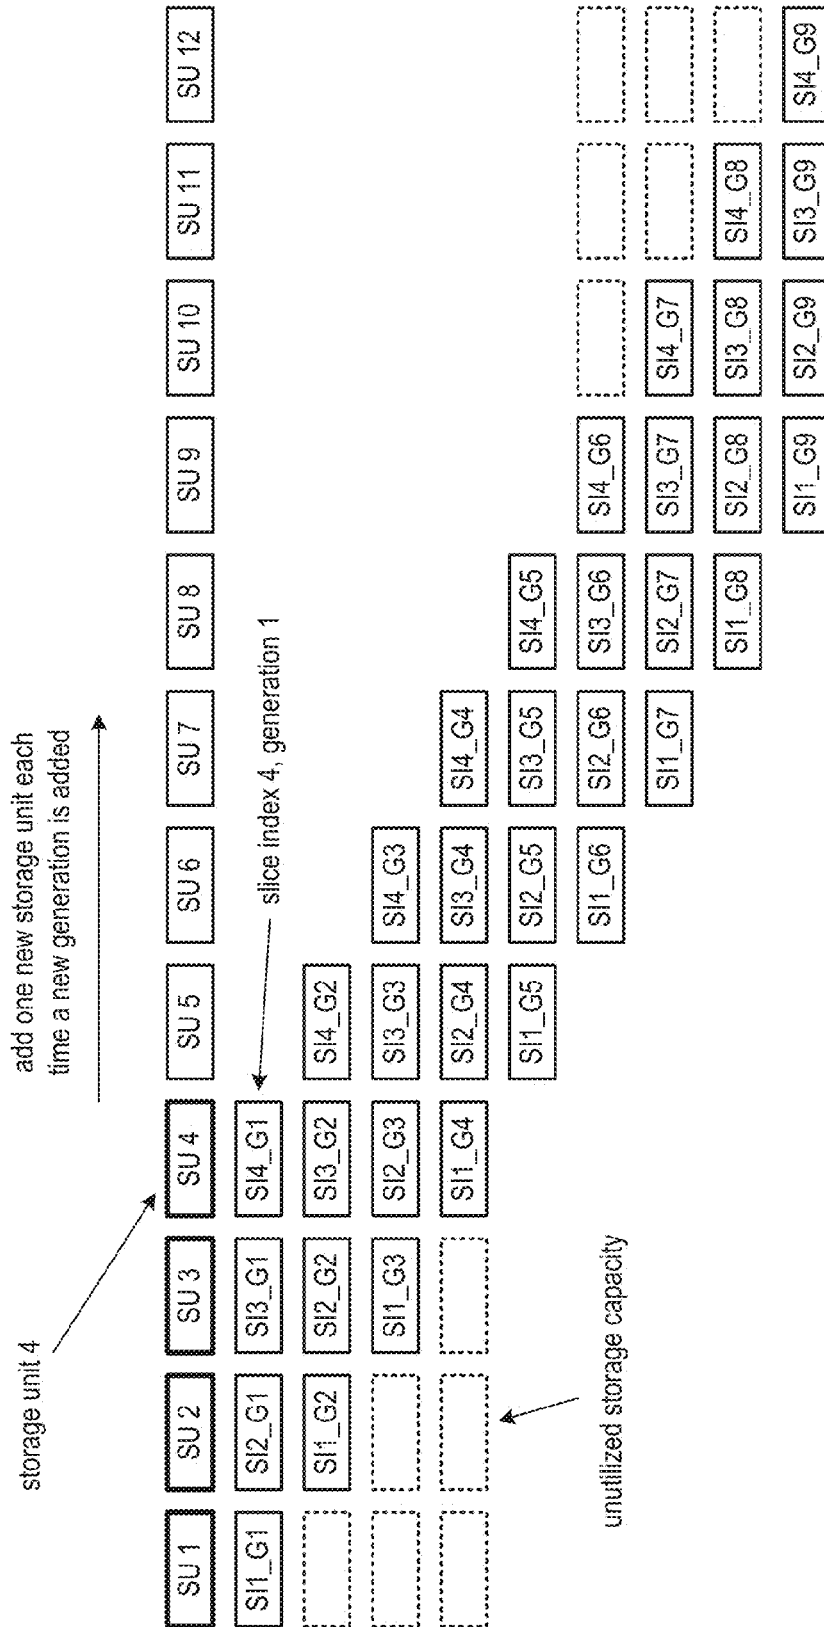 add one new storage unit each
time a new generation is added
storage unit 4
SU 1
SU 2
SU 3
SU 4
SU 5
SU 6
SU 7
SU 8
SU 9
SU 10
SU 11
SU 12
SI1_G1
SI2_G1
SI3_G1
SI4_G1
slice index 4, generation 1
SI1_G2
SI2_G2
SI3_G2
SI4_G2
SI1_G3
SI2_G3
SI3_G3
SI4_G3
SI1_G4
SI2_G4
SI3_G4
SI4_G4
SI1_G5
SI2_G5
SI3_G5
SI4_G5
unutilized storage capacity
SI1_G6
SI2_G6
SI3_G6
SI4_G6
SI1_G7
SI2_G7
SI3_G7
SI4_G7
SI1_G8
SI2_G8
SI3_G8
SI4_G8
SI1_G9
SI2_G9
SI3_G9
SI4_G9